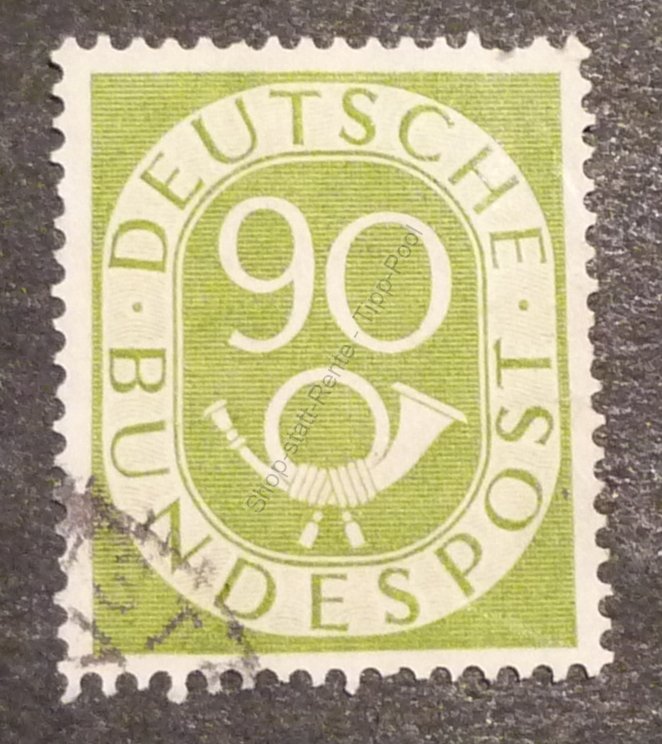 DEUTSCHE
BUNDESPOST
90
Shop-statt-Rente - Tipp-Pool